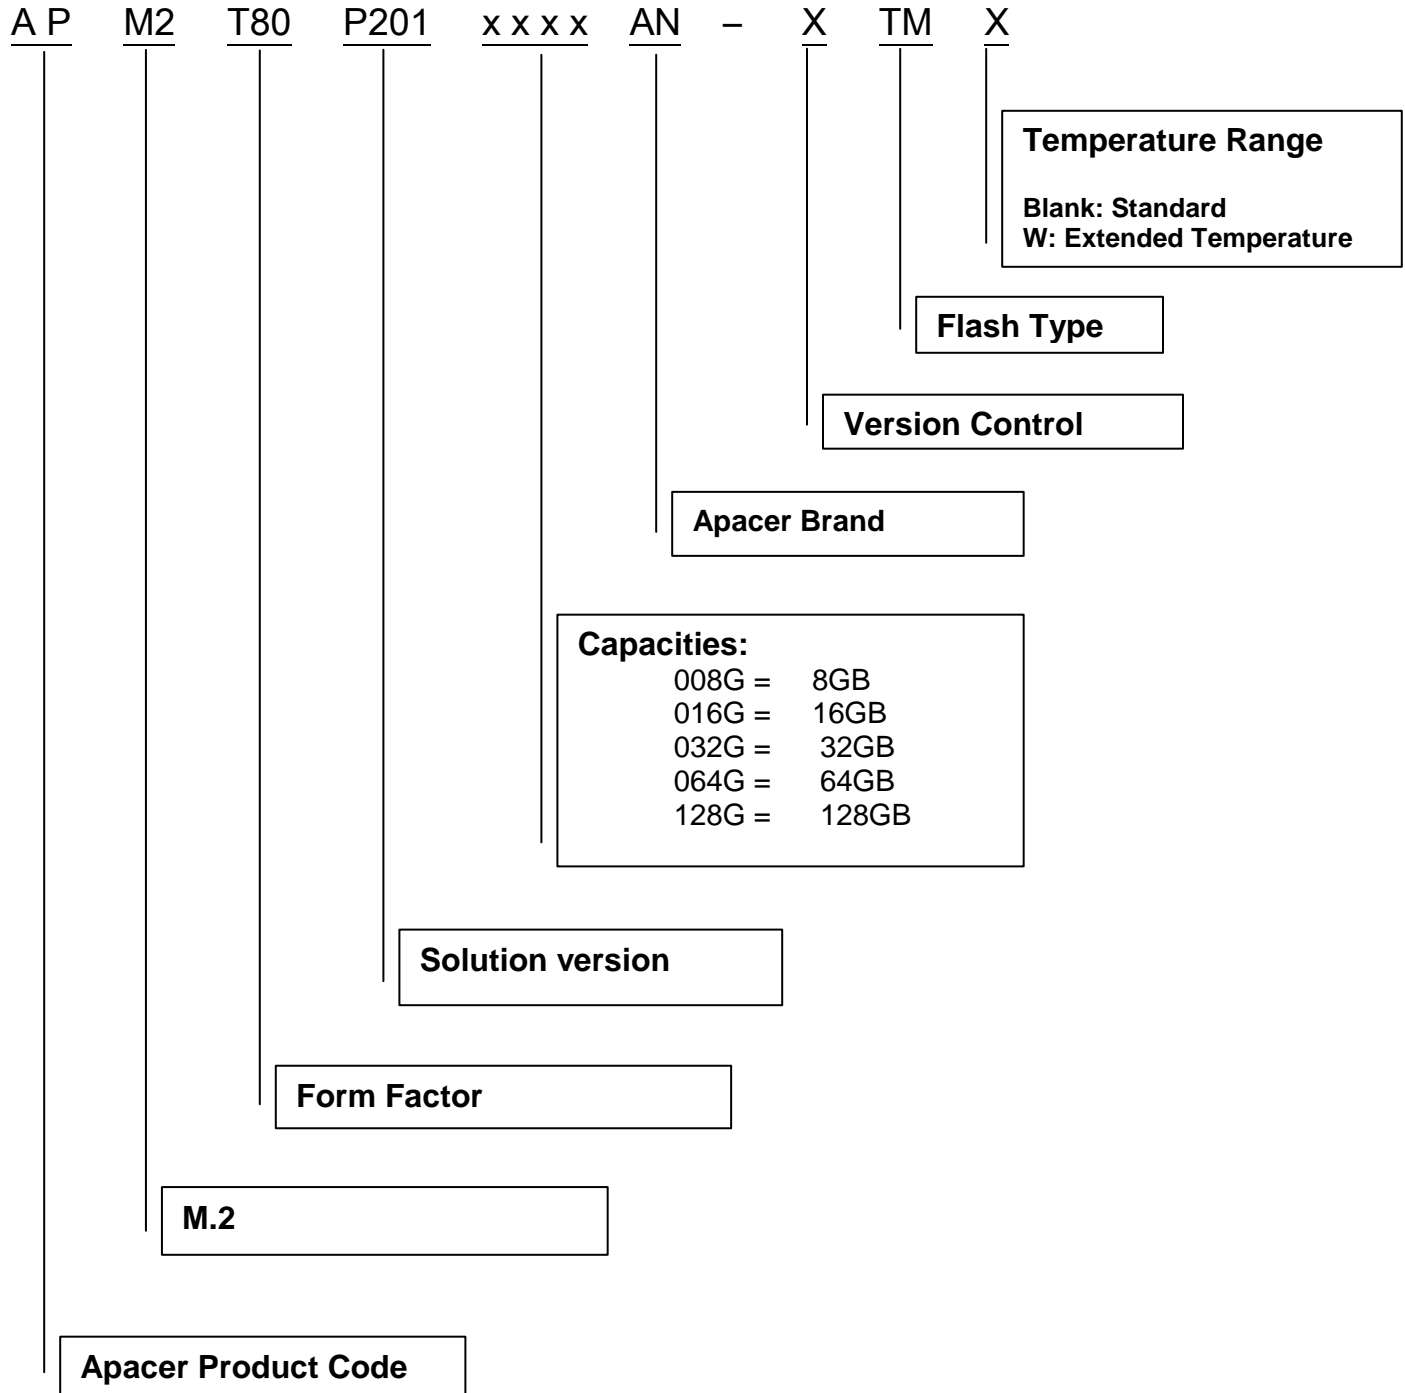 A P M2 T80 P201 x x x x AN – X TM X
Temperature Range
Blank: Standard
W: Extended Temperature
Flash Type
Version Control
Apacer Brand
Capacities:
008G = 8GB
016G = 16GB
032G = 32GB
064G = 64GB
128G = 128GB
Solution version
Form Factor
M.2
Apacer Product Code